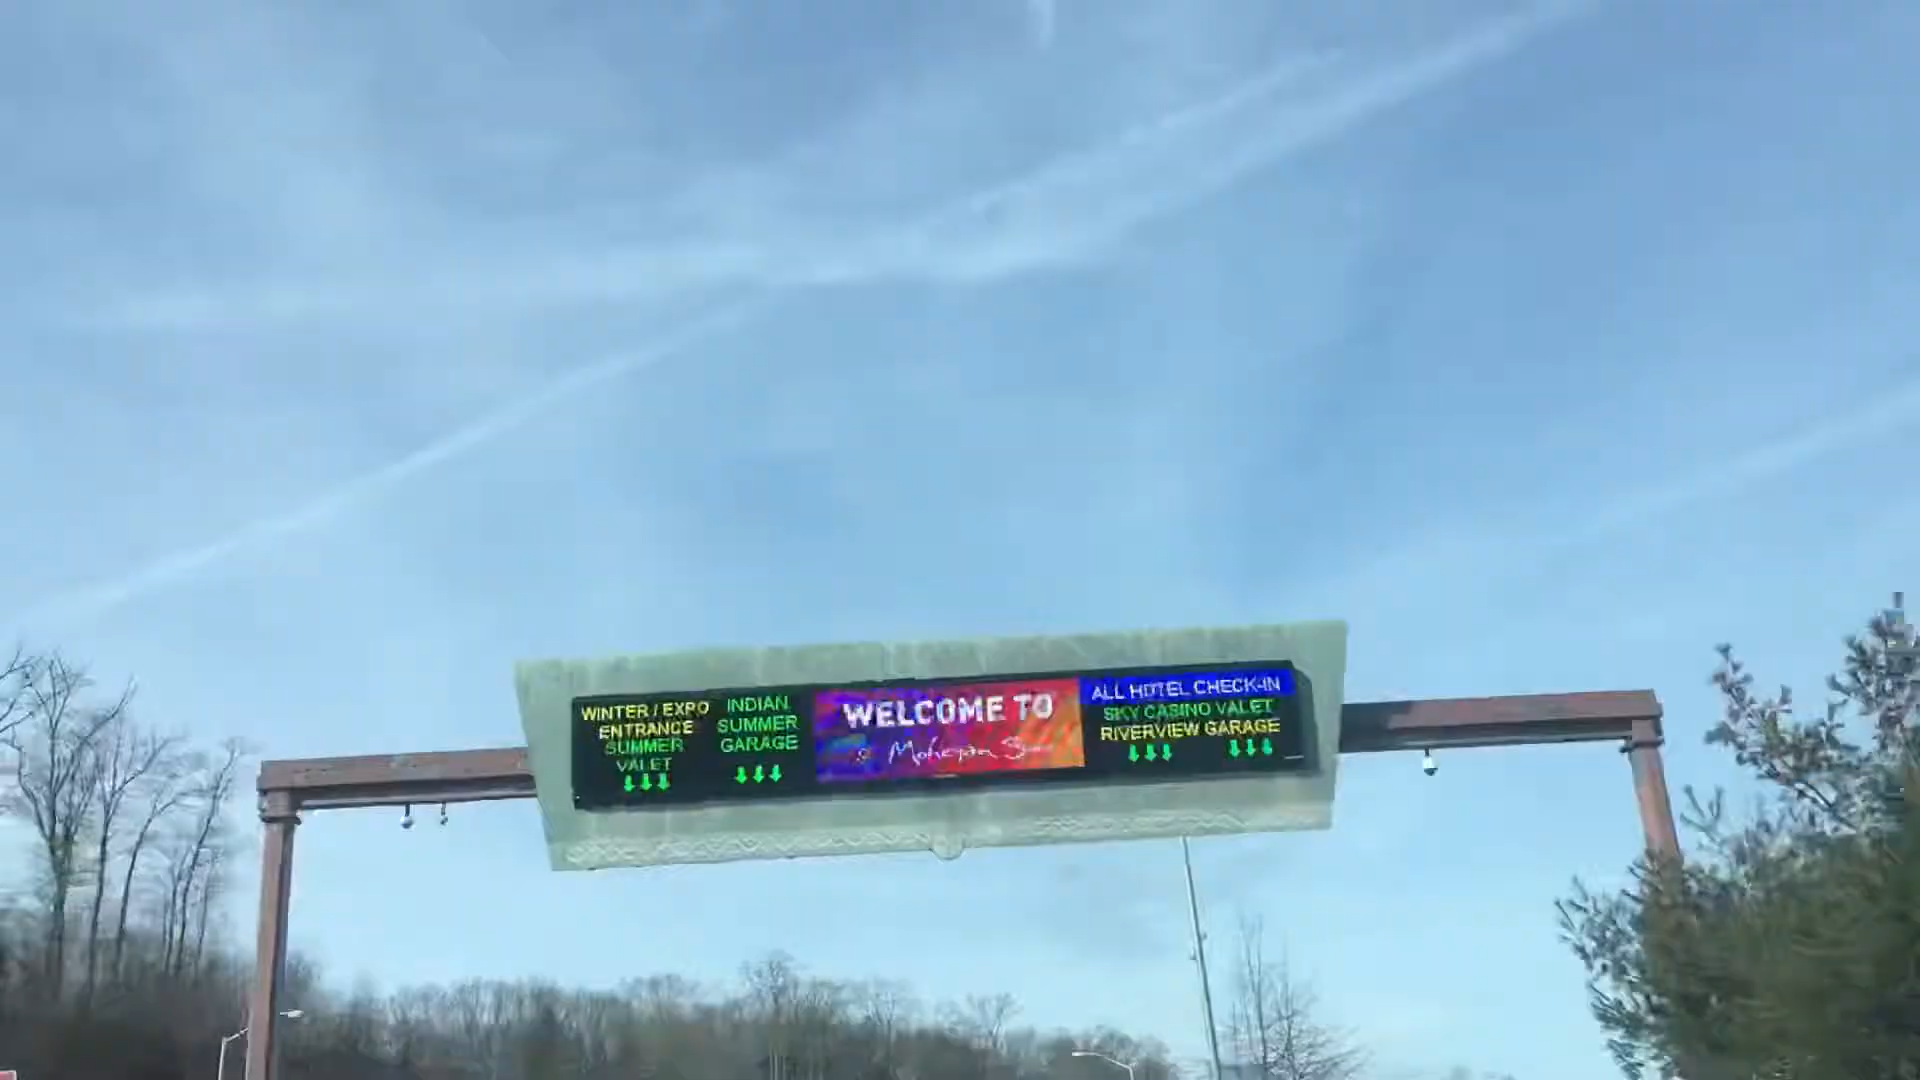 WINTER / EXPO
ENTRANCE
SUMMER
VALET
INDIAN
SUMMER
GARAGE
WELCOME TO
Mohegan Sun
ALL HOTEL CHECK-IN
SKY CASINO VALET
RIVERVIEW GARAGE